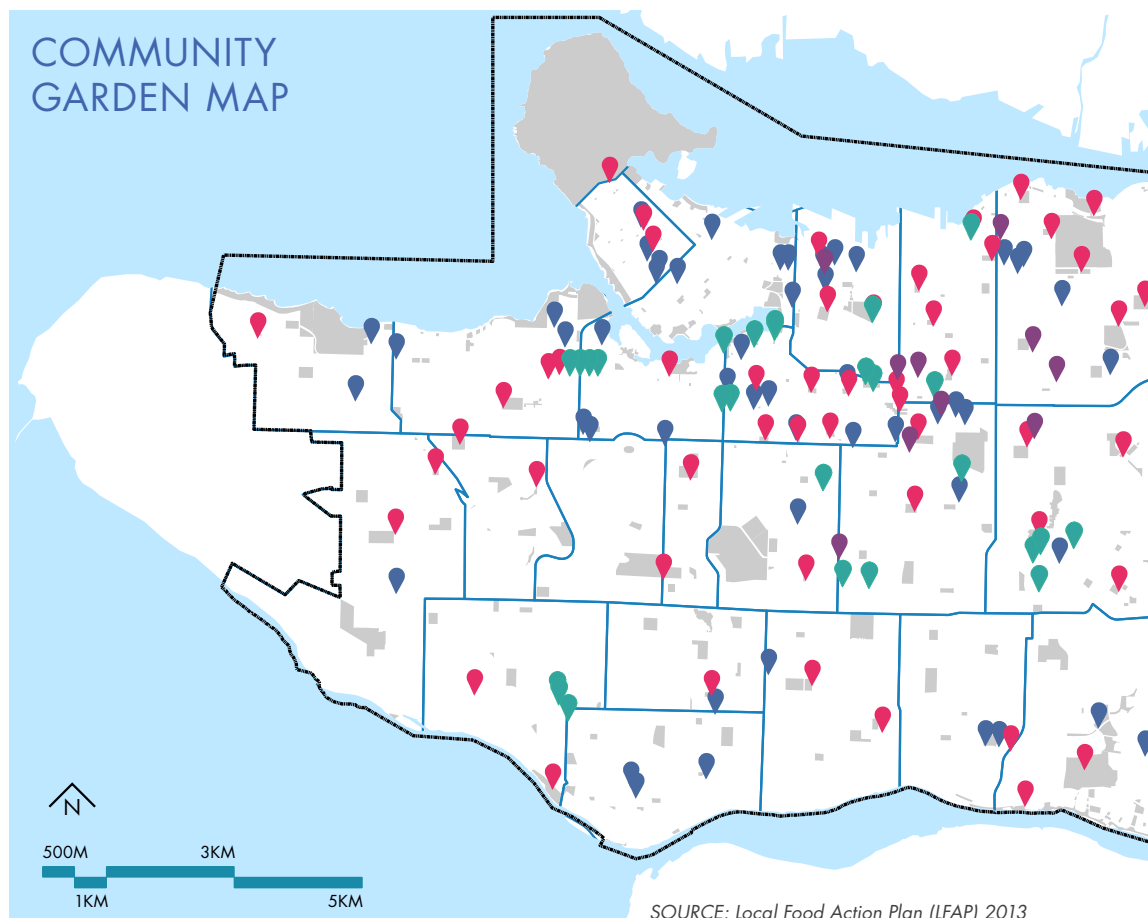 COMMUNITY
GARDEN MAP
N
500M 3KM
1KM 5KM
SOURCE: Local Food Action Plan (LFAP) 2013